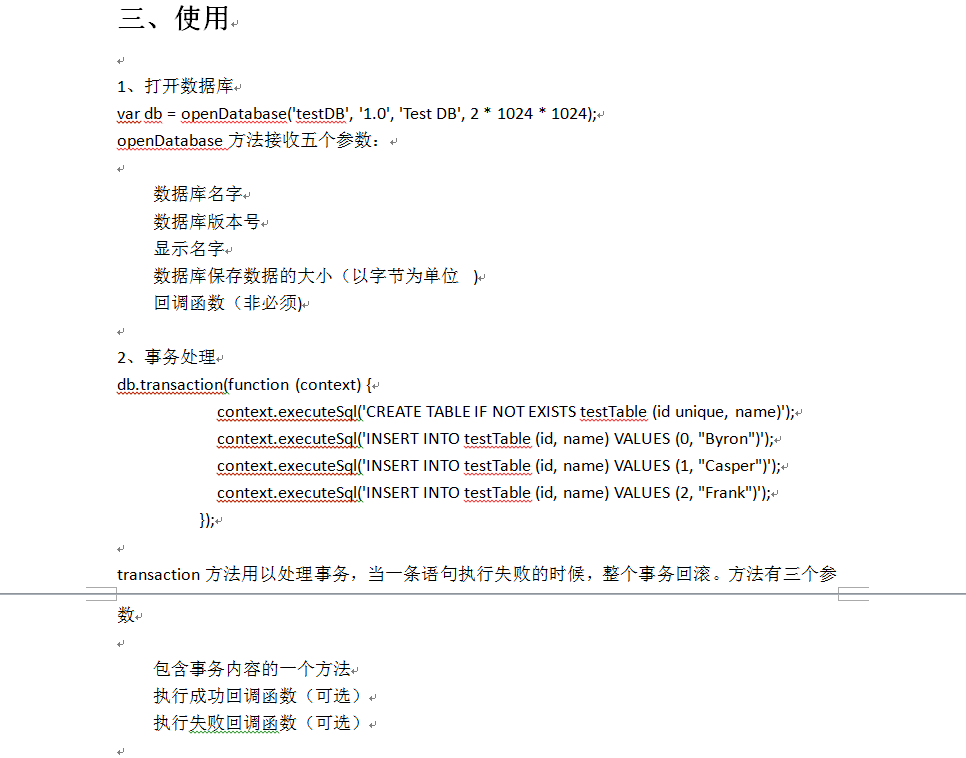 三、使用
1、打开数据库
var db = openDatabase('testDB', '1.0', 'Test DB', 2 * 1024 * 1024);
openDatabase 方法接收五个参数：
数据库名字
数据库版本号
显示名字
数据库保存数据的大小（以字节为单位 )
回调函数（非必须)
2、事务处理
db.transaction(function (context) {
context.executeSql('CREATE TABLE IF NOT EXISTS testTable (id unique, name)');
context.executeSql('INSERT INTO testTable (id, name) VALUES (0, "Byron")');
context.executeSql('INSERT INTO testTable (id, name) VALUES (1, "Casper")');
context.executeSql('INSERT INTO testTable (id, name) VALUES (2, "Frank")');
});
transaction 方法用以处理事务，当一条语句执行失败的时候，整个事务回滚。方法有三个参
数
包含事务内容的一个方法
执行成功回调函数（可选）
执行失败回调函数（可选）